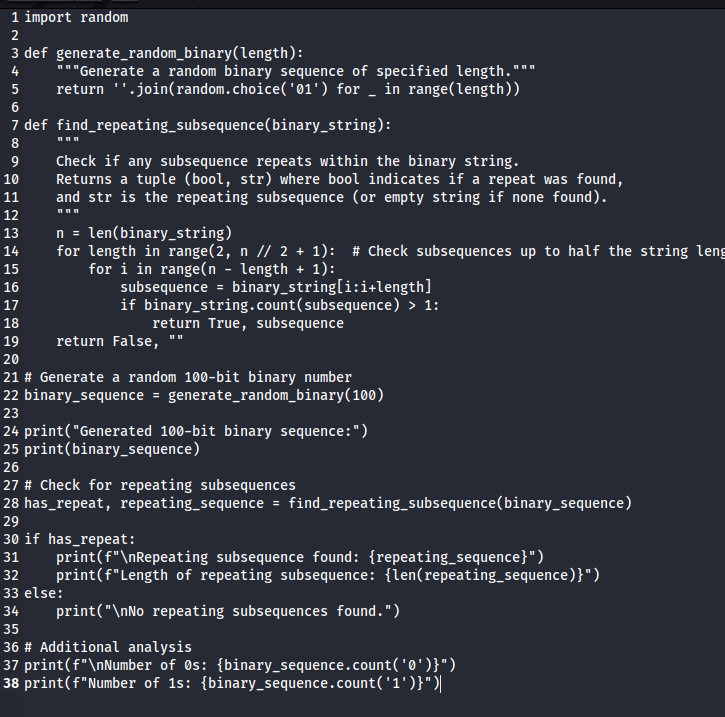 1 import random
2
3 def generate_random_binary(length):
4     """Generate a random binary sequence of specified length."""
5     return ''.join(random.choice('01') for _ in range(length))
6
7 def find_repeating_subsequence(binary_string):
8     """
9     Check if any subsequence repeats within the binary string.
10     Returns a tuple (bool, str) where bool indicates if a repeat was found,
11     and str is the repeating subsequence (or empty string if none found).
12     """
13     n = len(binary_string)
14     for length in range(2, n // 2 + 1):  # Check subsequences up to half the string leng
15         for i in range(n - length + 1):
16             subsequence = binary_string[i:i+length]
17             if binary_string.count(subsequence) > 1:
18                 return True, subsequence
19     return False, ""
20
21 # Generate a random 100-bit binary number
22 binary_sequence = generate_random_binary(100)
23
24 print("Generated 100-bit binary sequence:")
25 print(binary_sequence)
26
27 # Check for repeating subsequences
28 has_repeat, repeating_sequence = find_repeating_subsequence(binary_sequence)
29
30 if has_repeat:
31     print(f"\nRepeating subsequence found: {repeating_sequence}")
32     print(f"Length of repeating subsequence: {len(repeating_sequence)}")
33 else:
34     print("\nNo repeating subsequences found.")
35
36 # Additional analysis
37 print(f"\nNumber of 0s: {binary_sequence.count('0')}")
38 print(f"Number of 1s: {binary_sequence.count('1')}")